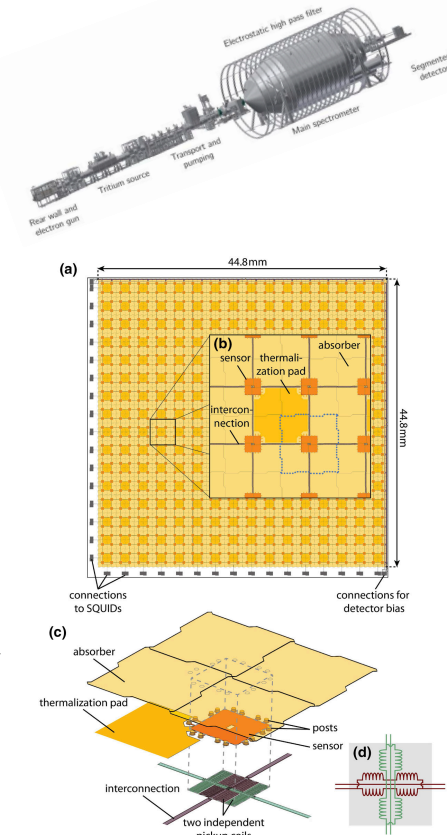 Electrostatic high pass filter
Segmente
detecto
Main spectrometer
Transport and
pumping
Tritium source
Rear wall and
electron gun
(a)
44.8mm
(b)
absorber
sensor
thermali-
zation pad
intercon-
nection
44.8mm
connections
to SQUIDs
connections for
detector bias
(c)
absorber
thermalization pad
posts
sensor
(d)
interconnection
two independent
pickup coils